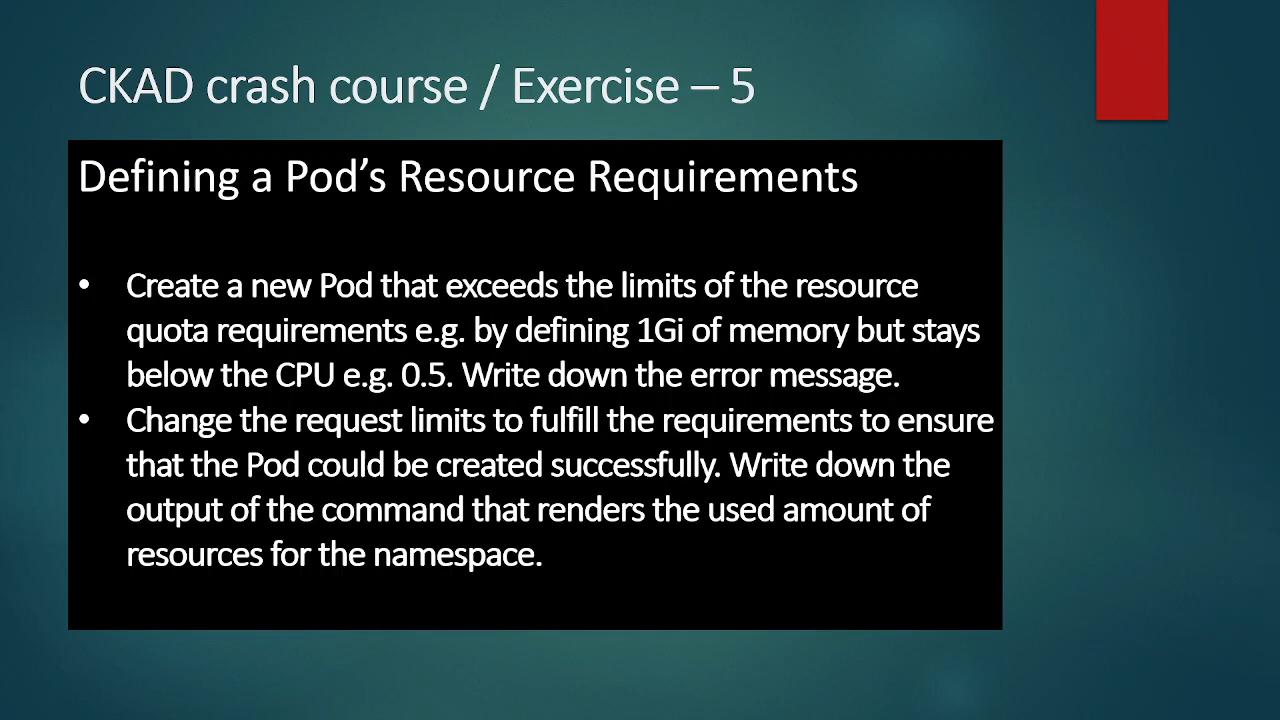 CKAD crash course / Exercise – 5
Defining a Pod’s Resource Requirements
• Create a new Pod that exceeds the limits of the resource
quota requirements e.g. by defining 1Gi of memory but stays
below the CPU e.g. 0.5. Write down the error message.
• Change the request limits to fulfill the requirements to ensure
that the Pod could be created successfully. Write down the
output of the command that renders the used amount of
resources for the namespace.